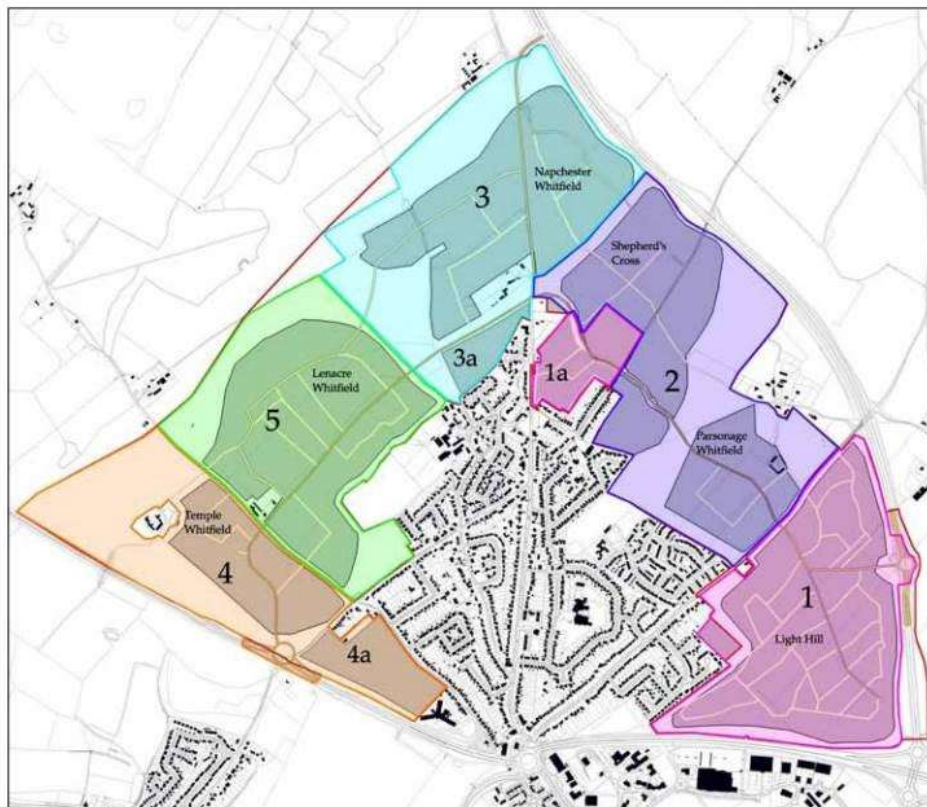 3
Napchester
Whitfield
Shepherd's
Cross
3a
1a
2
Lenacre
Whitfield
5
Parsonage
Whitfield
Temple
Whitfield
4
4a
1
Light Hill